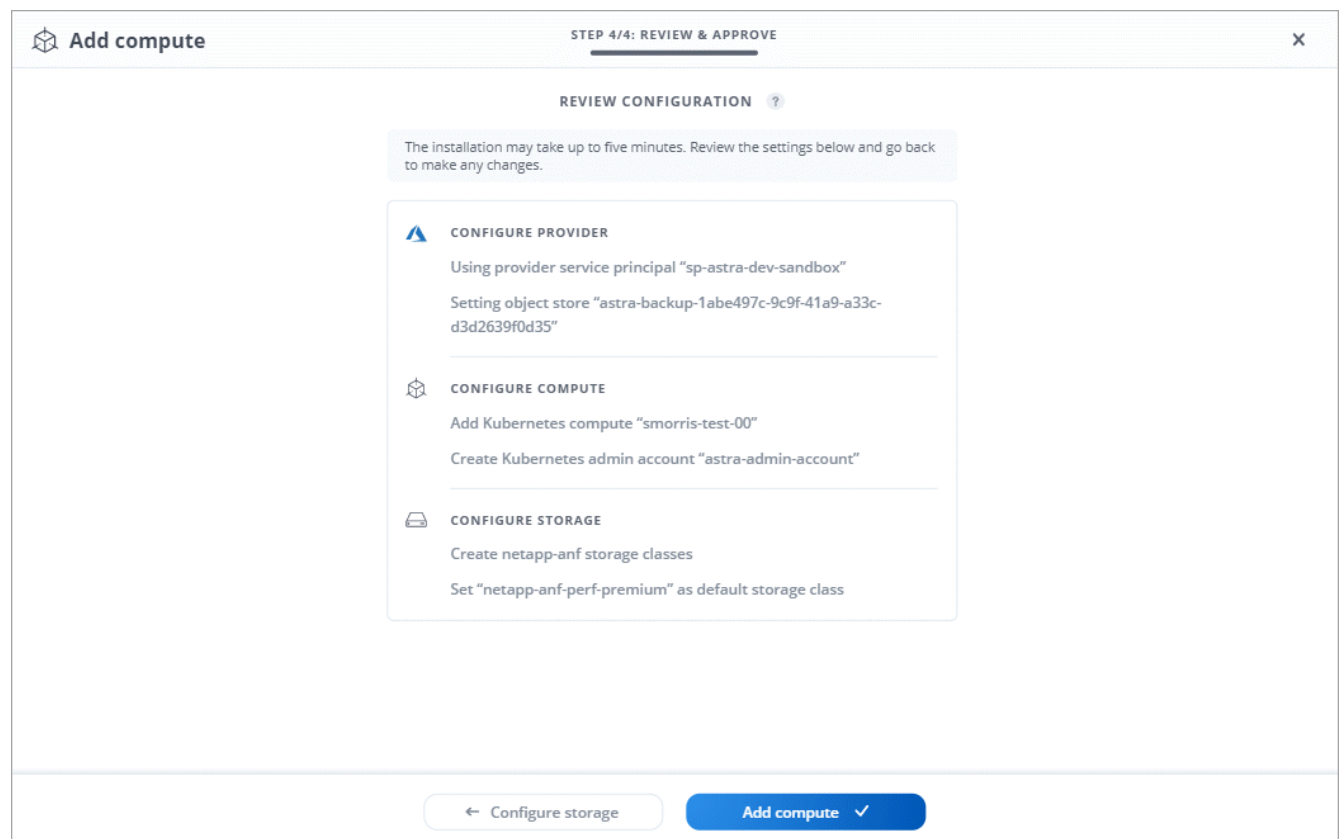 Add compute
STEP 4/4: REVIEW & APPROVE
REVIEW CONFIGURATION ?
The installation may take up to five minutes. Review the settings below and go back
to make any changes.
CONFIGURE PROVIDER
Using provider service principal “sp-astra-dev-sandbox”
Setting object store “astra-backup-1abe497c-9c9f-41a9-a33c-
d3d2639f0d35”
CONFIGURE COMPUTE
Add Kubernetes compute “smorris-test-00”
Create Kubernetes admin account “astra-admin-account”
CONFIGURE STORAGE
Create netapp-anf storage classes
Set “netapp-anf-perf-premium” as default storage class
← Configure storage
Add compute ✓